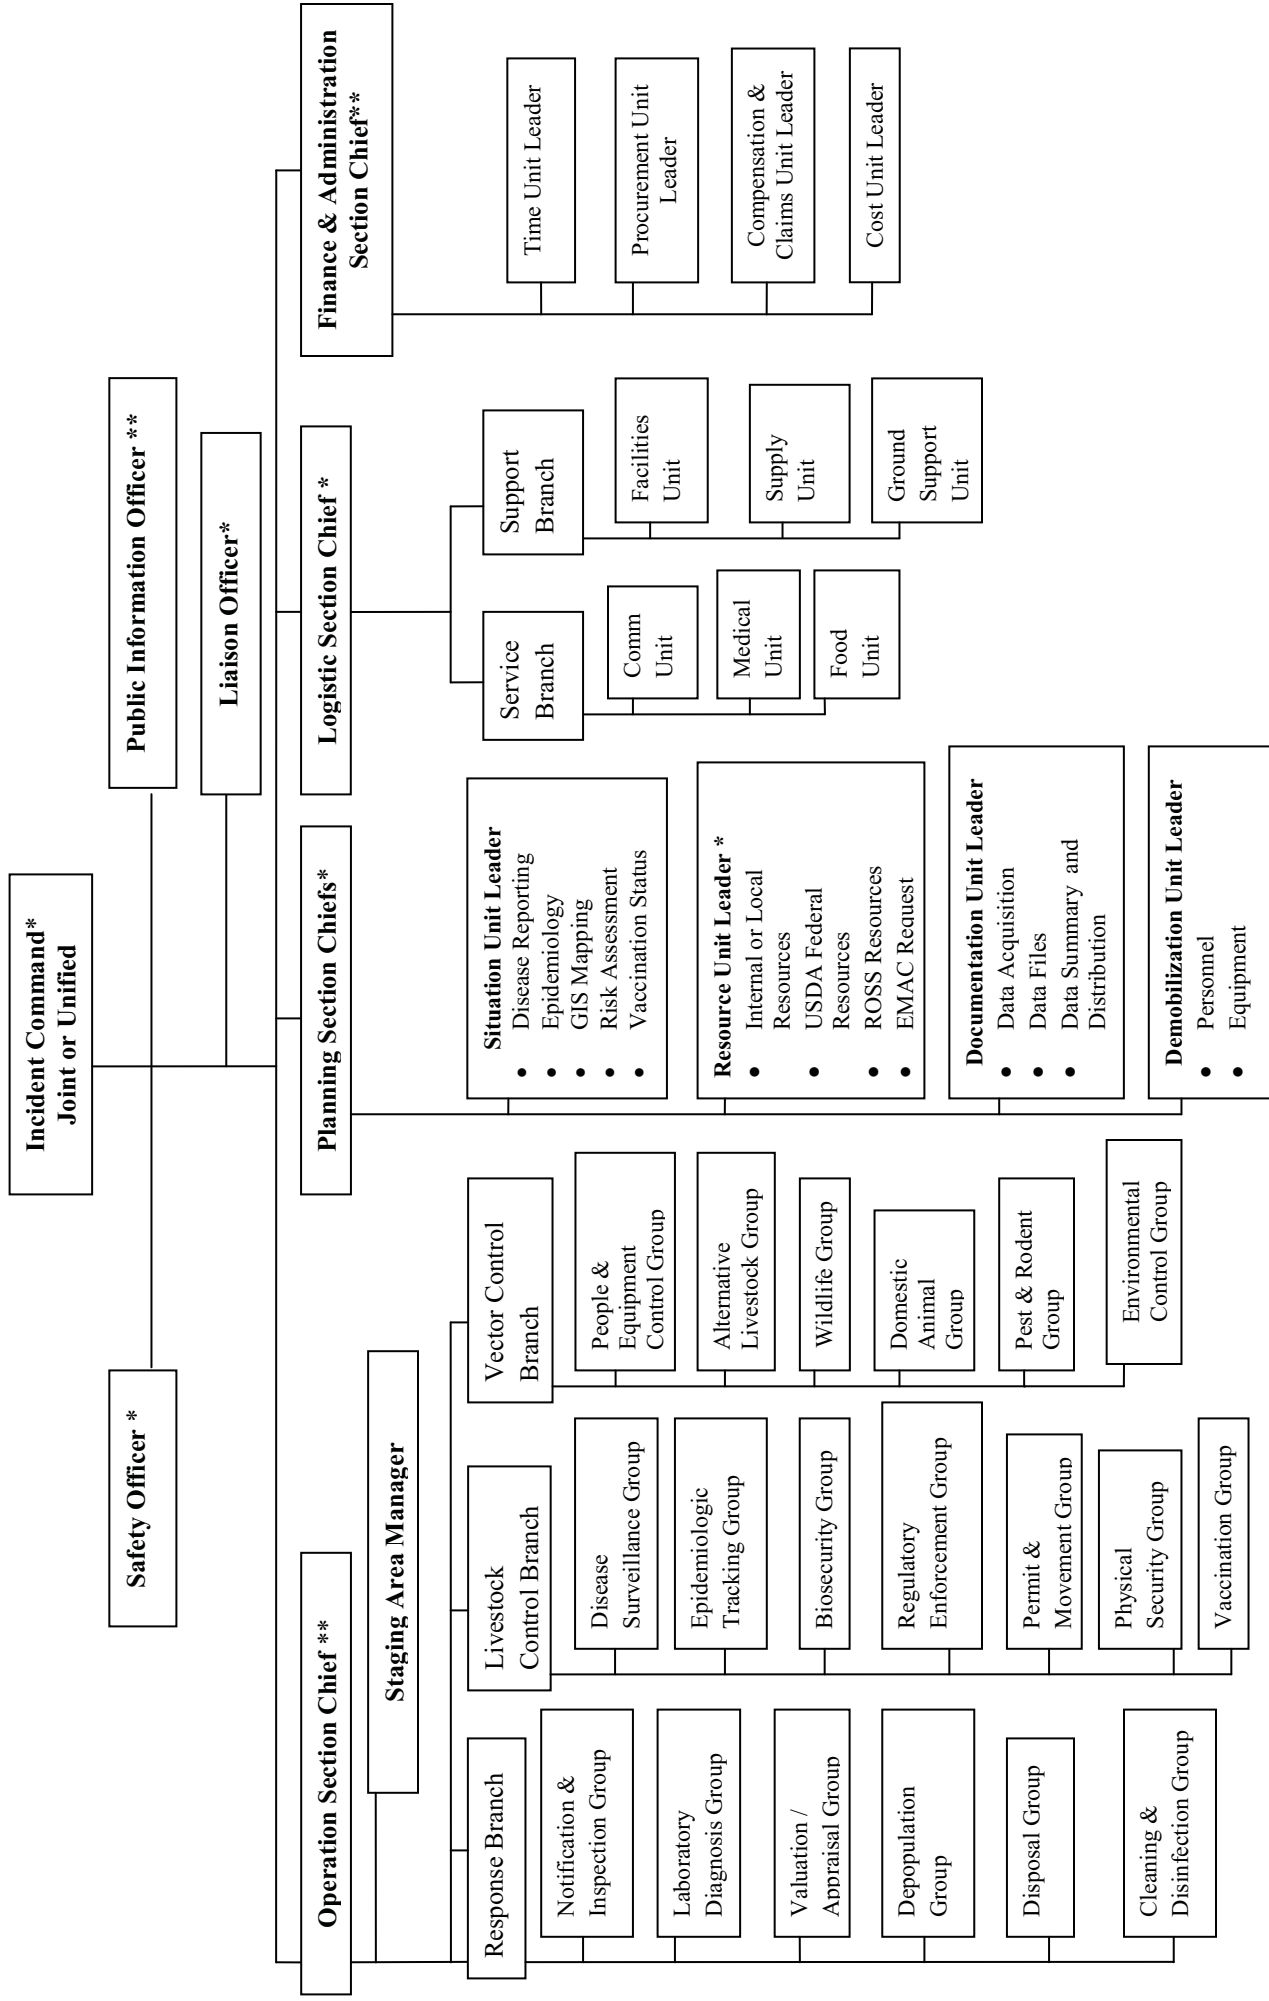 Incident Command*
Joint or Unified
Safety Officer *
Public Information Officer **
Liaison Officer*
Operation Section Chief **
Planning Section Chiefs*
Logistic Section Chief *
Finance & Administration
Section Chief**
Staging Area Manager
Response Branch
Notification &
Inspection Group
Laboratory
Diagnosis Group
Valuation /
Appraisal Group
Depopulation
Group
Disposal Group
Cleaning &
Disinfection Group
Livestock
Control Branch
Disease
Surveillance Group
Epidemiologic
Tracking Group
Biosecurity Group
Regulatory
Enforcement Group
Permit &
Movement Group
Physical
Security Group
Vaccination Group
Vector Control
Branch
People &
Equipment
Control Group
Alternative
Livestock Group
Wildlife Group
Domestic
Animal
Group
Pest & Rodent
Group
Environmental
Control Group
Situation Unit Leader
• Disease Reporting
• Epidemiology
• GIS Mapping
• Risk Assessment
• Vaccination Status
Resource Unit Leader *
• Internal or Local
Resources
• USDA Federal
Resources
• ROSS Resources
• EMAC Request
Documentation Unit Leader
• Data Acquisition
• Data Files
• Data Summary and
Distribution
Demobilization Unit Leader
• Personnel
• Equipment
Service
Branch
Comm
Unit
Medical
Unit
Food
Unit
Support
Branch
Facilities
Unit
Supply
Unit
Ground
Support
Unit
Time Unit Leader
Procurement Unit
Leader
Compensation &
Claims Unit Leader
Cost Unit Leader